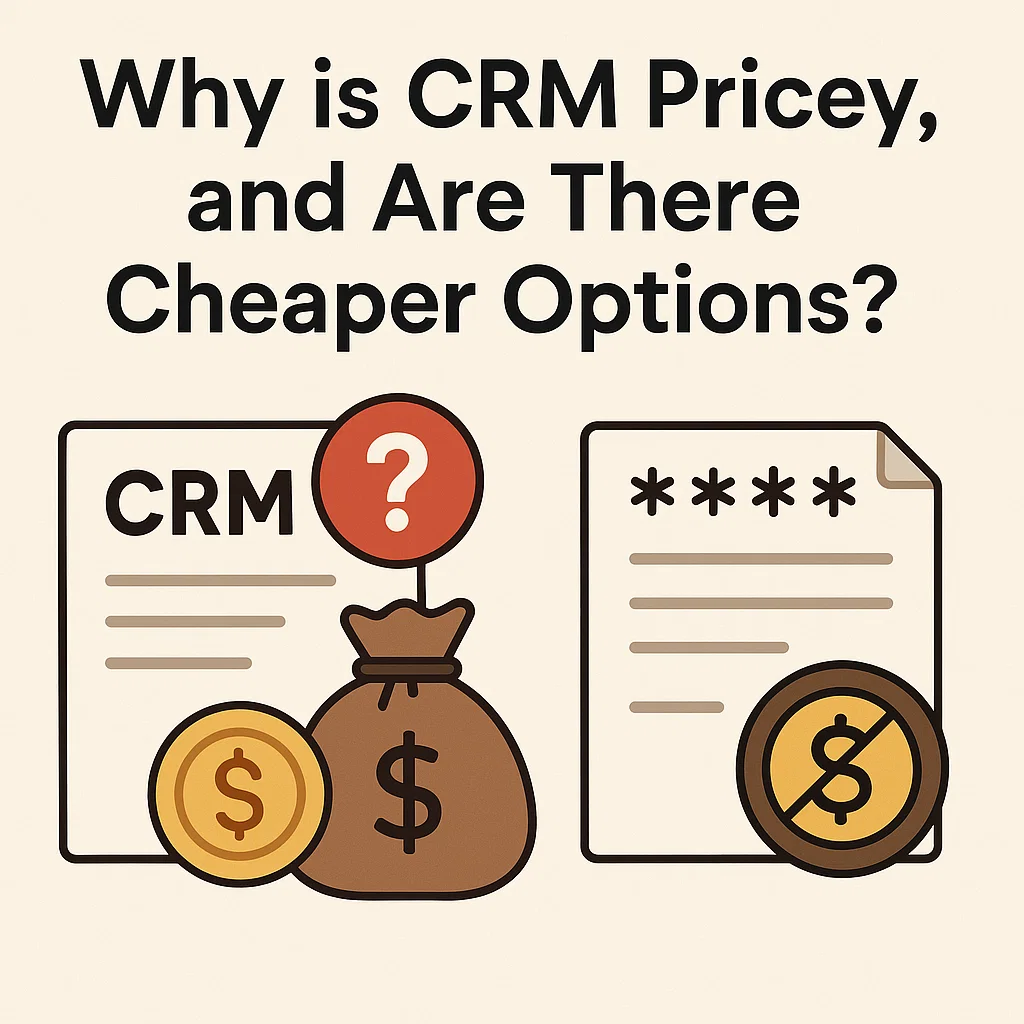 Why is CRM Pricey,
and Are There
Cheaper Options?
CRM
?
****
$
$
$